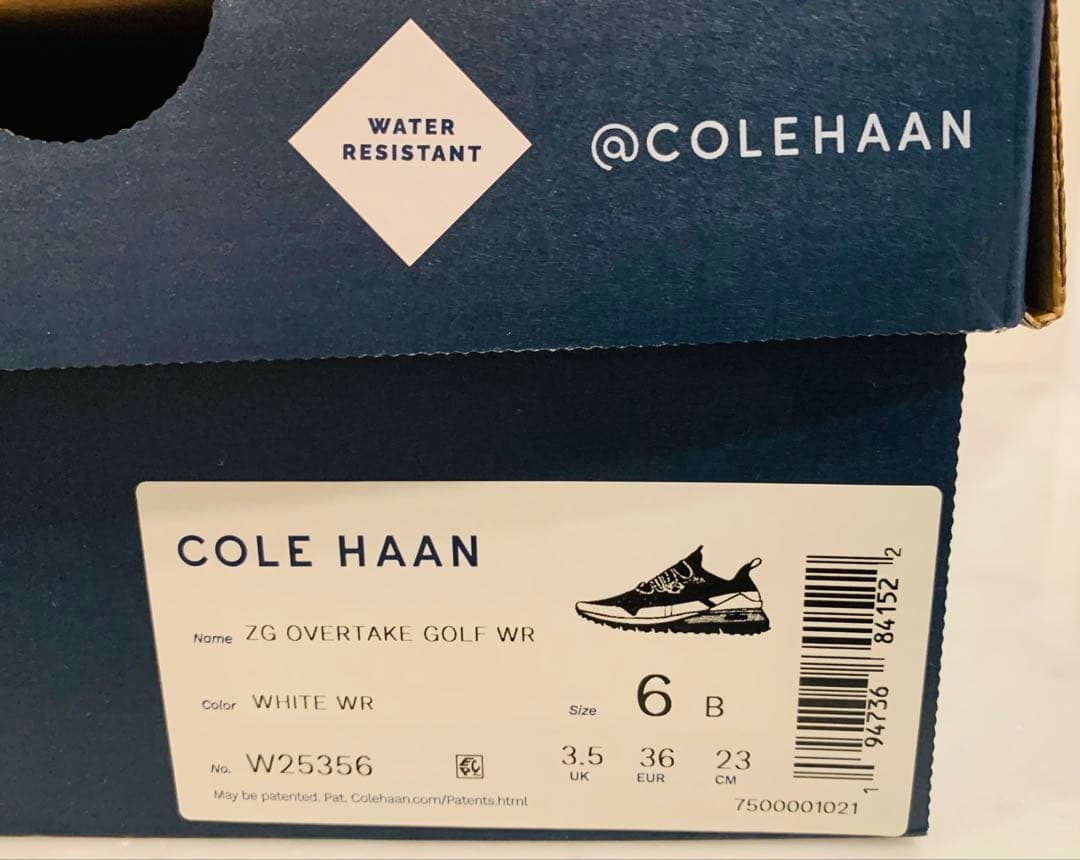 WATER
RESISTANT
@COLEHAAN
COLE HAAN
Name ZG OVERTAKE GOLF WR
Color WHITE WR
Size 6 B
No. W25356
3.5 36 23
UK EUR CM
May be patented. Pat. Colehaan.com/Patents.html
7500001021
1 94736 84152 2